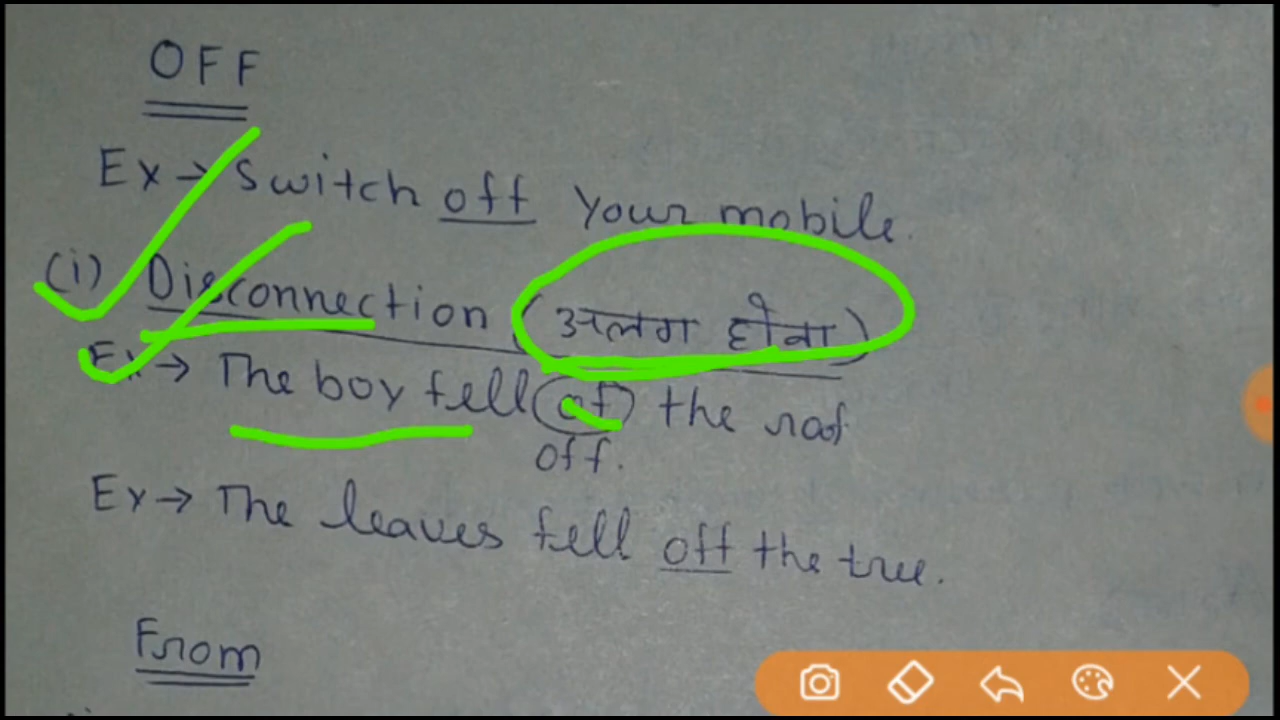 OFF
Ex → Switch off your mobile.
(i) Disconnection (अलग होना)
Ex → The boy fell (of) the roof
off.
Ex → The leaves fell off the tree.
From